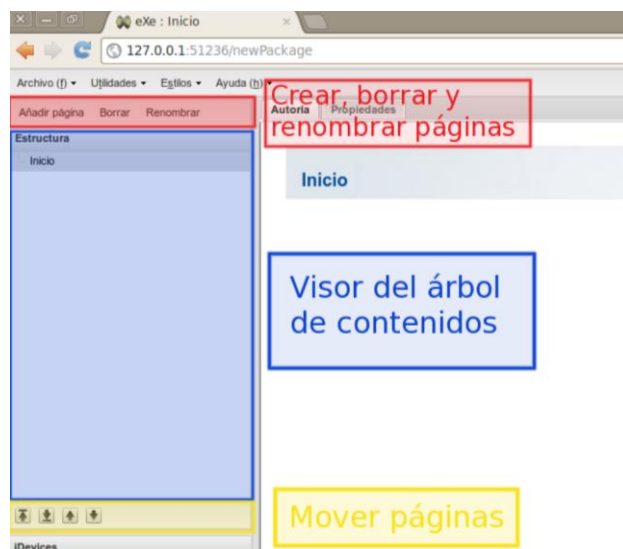 eXe : Inicio
127.0.0.1:51236/newPackage
Archivo (f) Utilidades Estilos Ayuda (h)
Añadir página Borrar Renombrar
Autoría Propiedades
Crear, borrar y
renombrar páginas
Estructura
Inicio
Inicio
Visor del árbol
de contenidos
Mover páginas
iDevices